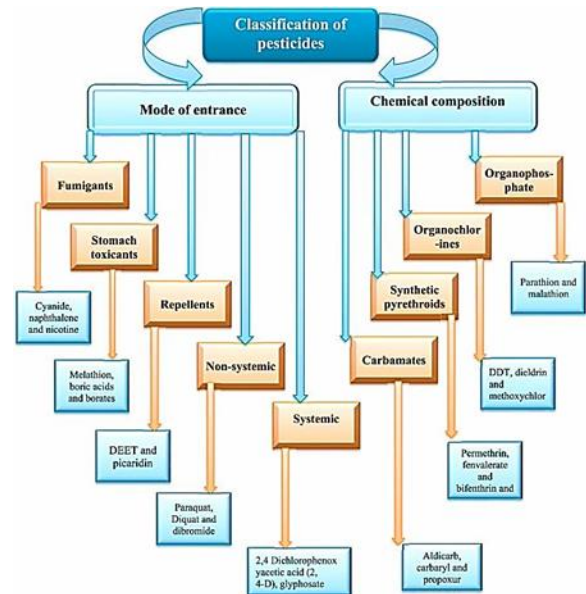 Classification of
pesticides
Mode of entrance
Chemical composition
Fumigants
Organophos-
phate
Stomach
toxicants
Organochlor
-ines
Cyanide,
naphthalene
and nicotine
Repellents
Synthetic
pyrethroids
Parathion and
malathion
Melathion,
boric acids
and borates
Non-systemic
Carbamates
DDT, dieldrin
and
methoxychlor
Systemic
DEET and
picaridin
Permethrin,
fenvalerate
and
bifenthrin and
Paraquat,
Diquat and
dibromide
2,4 Dichlorophenox
yacetic acid (2,
4-D), glyphosate
Aldicarb,
carbaryl and
propoxur